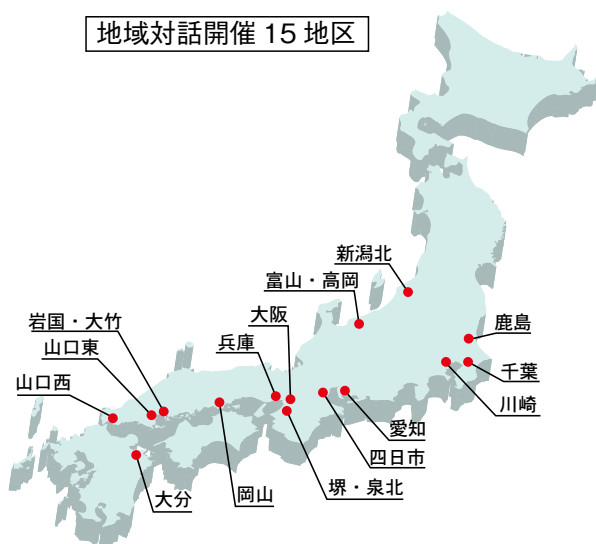 地域対話開催 15 地区
新潟北
富山・高岡
大阪
岩国・大竹
兵庫
山口東
山口西
鹿島
千葉
川崎
愛知
四日市
堺・泉北
岡山
大分